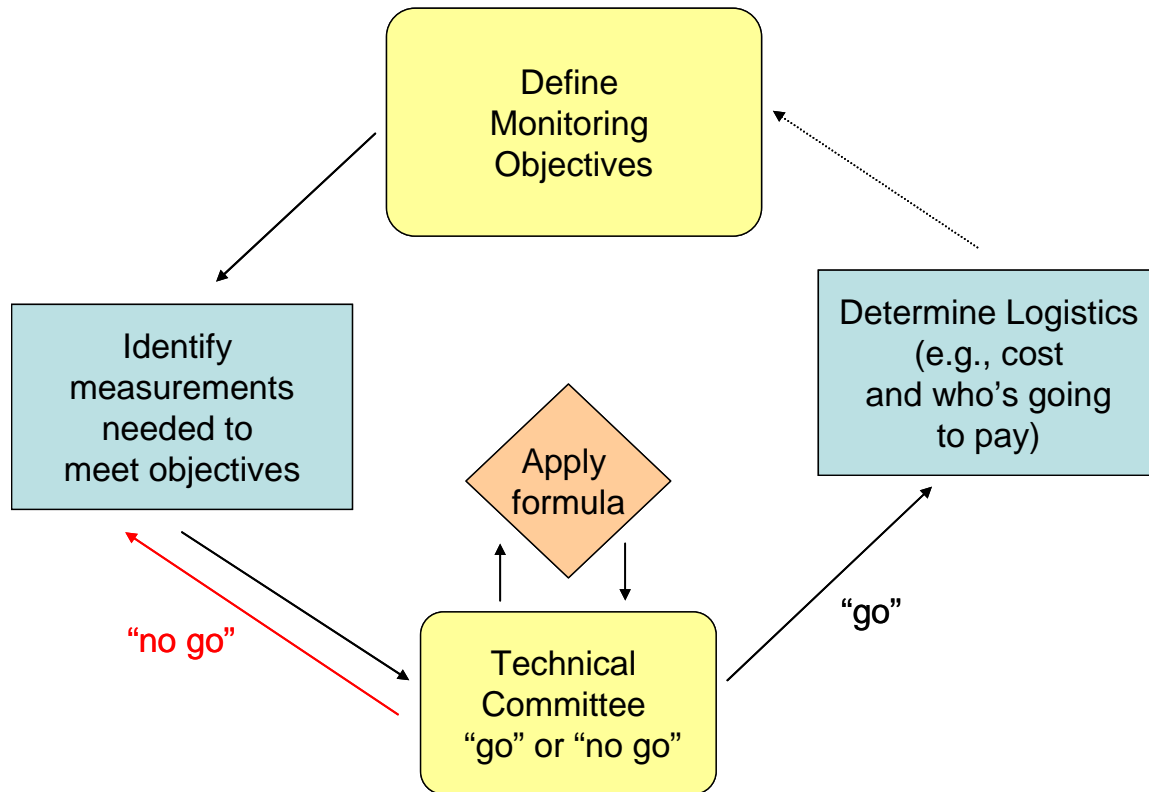 Define
Monitoring
Objectives
Identify
measurements
needed to
meet objectives
Determine Logistics
(e.g., cost
and who’s going
to pay)
Apply
formula
“no go”
“go”
Technical
Committee
“go” or “no go”